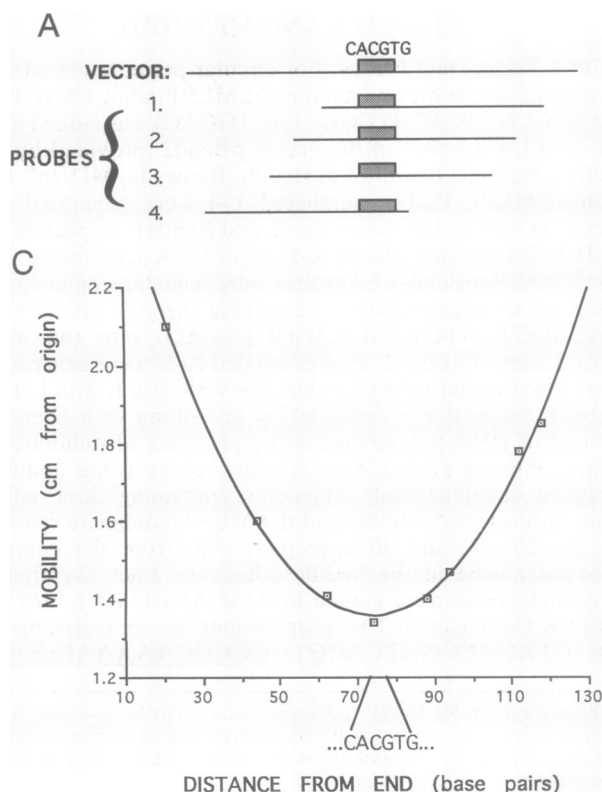 A
CACGTG
VECTOR:
1.
2.
PROBES
3.
4.
C
2.2
2.0
1.8
1.6
1.4
1.2
MOBILITY (cm from origin)
10 30 50 70 90 110 130
...CACGTG...
DISTANCE FROM END (base pairs)